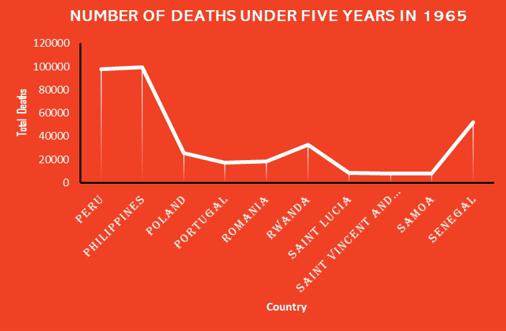 NUMBER OF DEATHS UNDER FIVE YEARS IN 1965
120000
100000
80000
60000
40000
20000
0
Total Deaths
PERU
PHILIPPINES
POLAND
PORTUGAL
ROMANIA
RWANDA
SAINT LUCIA
SAINT VINCENT AND...
SAMOA
SENEGAL
Country